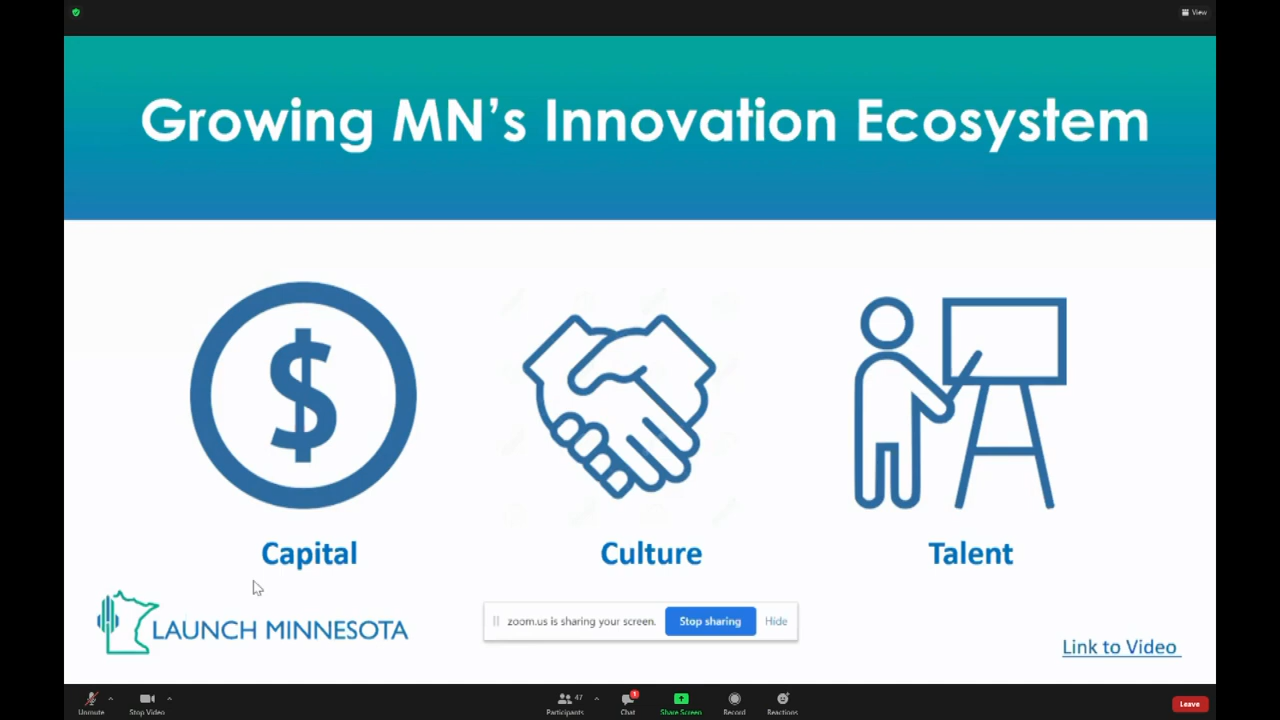 View
Growing MN's Innovation Ecosystem
$
Capital
Culture
Talent
LAUNCH MINNESOTA
zoom.us is sharing your screen.
Stop sharing
Hide
Link to Video
Unmute
Stop Video
47
Participants
1
Chat
Share Screen
Record
Reactions
Leave